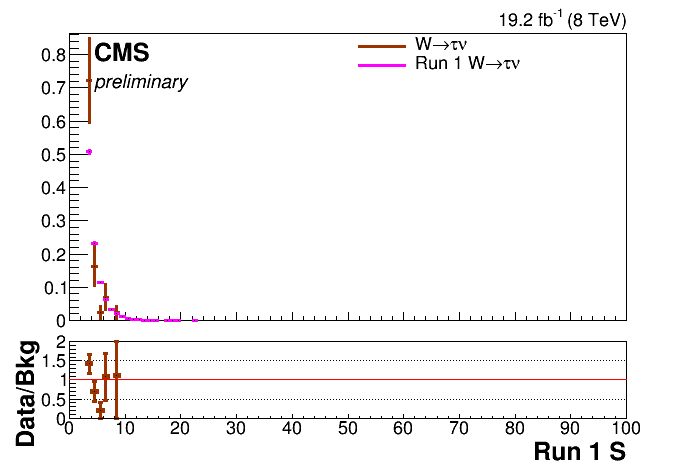 19.2 fb⁻¹ (8 TeV)
CMS
preliminary
W→τν
Run 1 W→τν
0.8
0.7
0.6
0.5
0.4
0.3
0.2
0.1
0
Data/Bkg
2
1.5
1
0.5
0
0 10 20 30 40 50 60 70 80 90 100
Run 1 S